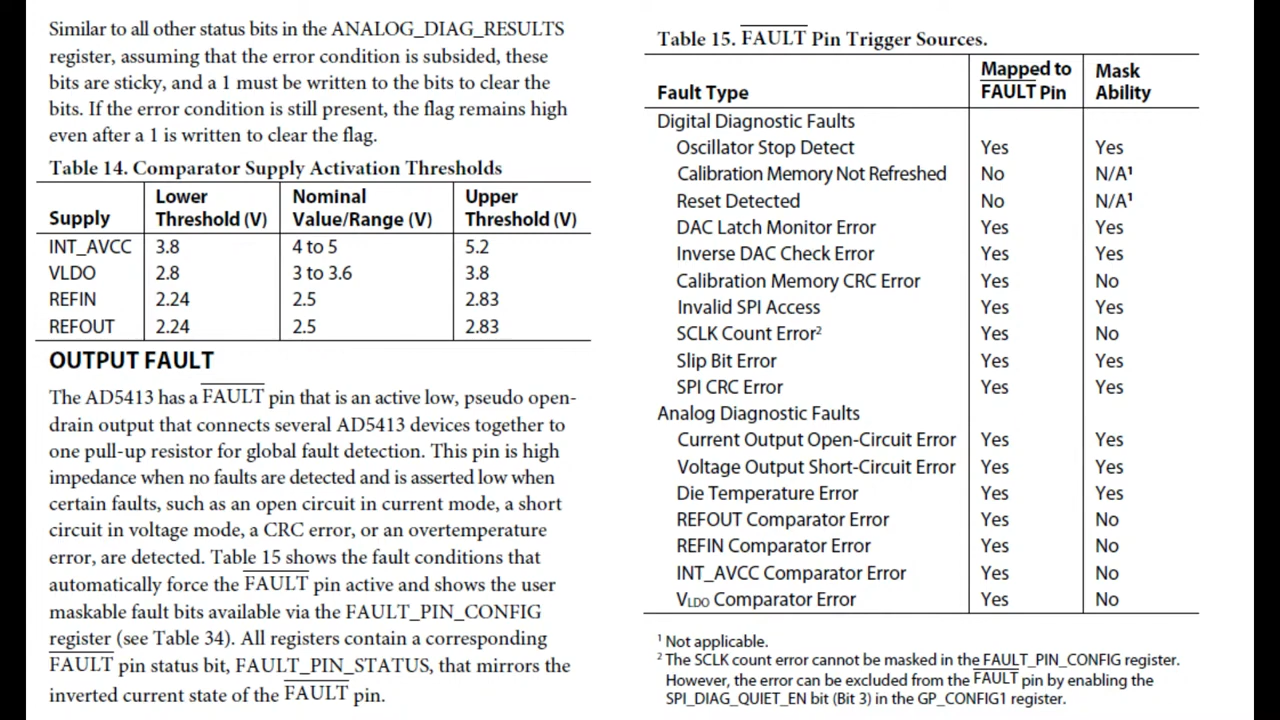 Similar to all other status bits in the ANALOG_DIAG_RESULTS
register, assuming that the error condition is subsided, these
bits are sticky, and a 1 must be written to the bits to clear the
bits. If the error condition is still present, the flag remains high
even after a 1 is written to clear the flag.
Table 14. Comparator Supply Activation Thresholds
Supply Lower Threshold (V) Nominal Value/Range (V) Upper Threshold (V)
INT_AVCC 3.8 4 to 5 5.2
VLDO 2.8 3 to 3.6 3.8
REFIN 2.24 2.5 2.83
REFOUT 2.24 2.5 2.83
OUTPUT FAULT
The AD5413 has a FAULT pin that is an active low, pseudo open-
drain output that connects several AD5413 devices together to
one pull-up resistor for global fault detection. This pin is high
impedance when no faults are detected and is asserted low when
certain faults, such as an open circuit in current mode, a short
circuit in voltage mode, a CRC error, or an overtemperature
error, are detected. Table 15 shows the fault conditions that
automatically force the FAULT pin active and shows the user
maskable fault bits available via the FAULT_PIN_CONFIG
register (see Table 34). All registers contain a corresponding
FAULT pin status bit, FAULT_PIN_STATUS, that mirrors the
inverted current state of the FAULT pin.
Table 15. FAULT Pin Trigger Sources.
Fault Type Mapped to FAULT Pin Mask Ability
Digital Diagnostic Faults
Oscillator Stop Detect Yes Yes
Calibration Memory Not Refreshed No N/A¹
Reset Detected No N/A¹
DAC Latch Monitor Error Yes Yes
Inverse DAC Check Error Yes Yes
Calibration Memory CRC Error Yes No
Invalid SPI Access Yes Yes
SCLK Count Error² Yes No
Slip Bit Error Yes Yes
SPI CRC Error Yes Yes
Analog Diagnostic Faults
Current Output Open-Circuit Error Yes Yes
Voltage Output Short-Circuit Error Yes Yes
Die Temperature Error Yes Yes
REFOUT Comparator Error Yes No
REFIN Comparator Error Yes No
INT_AVCC Comparator Error Yes No
VLDO Comparator Error Yes No
¹ Not applicable.
² The SCLK count error cannot be masked in the FAULT_PIN_CONFIG register.
However, the error can be excluded from the FAULT pin by enabling the
SPI_DIAG_QUIET_EN bit (Bit 3) in the GP_CONFIG1 register.